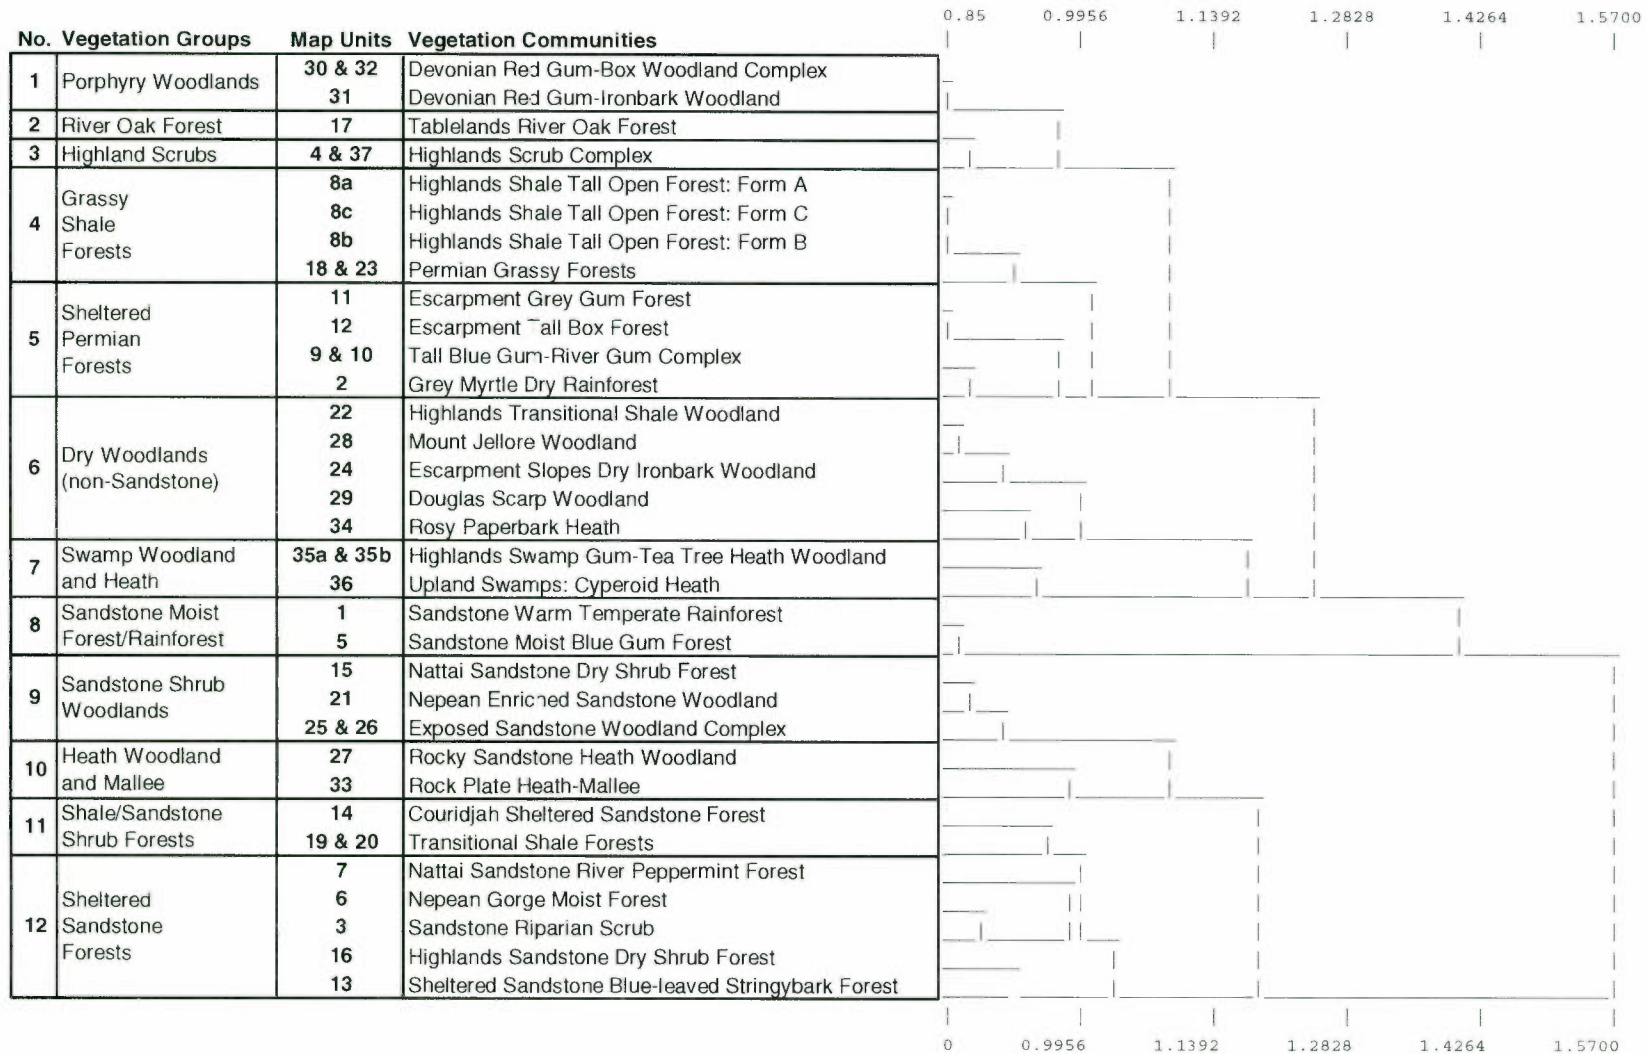 0.85 0.9956 1.1392 1.2828 1.4264 1.5700
No. Vegetation Groups Map Units Vegetation Communities
1 Porphyry Woodlands 30 & 32 Devonian Red Gum-Box Woodland Complex
31 Devonian Red Gum-Ironbark Woodland
2 River Oak Forest 17 Tablelands River Oak Forest
3 Highland Scrubs 4 & 37 Highlands Scrub Complex
4 Grassy Shale Forests 8a Highlands Shale Tall Open Forest: Form A
8c Highlands Shale Tall Open Forest: Form C
8b Highlands Shale Tall Open Forest: Form B
18 & 23 Permian Grassy Forests
5 Sheltered Permian Forests 11 Escarpment Grey Gum Forest
12 Escarpment Tall Box Forest
9 & 10 Tall Blue Gum-River Gum Complex
2 Grey Myrtle Dry Rainforest
6 Dry Woodlands (non-Sandstone) 22 Highlands Transitional Shale Woodland
28 Mount Jellore Woodland
24 Escarpment Slopes Dry Ironbark Woodland
29 Douglas Scarp Woodland
34 Rosy Paperbark Heath
7 Swamp Woodland and Heath 35a & 35b Highlands Swamp Gum-Tea Tree Heath Woodland
36 Upland Swamps: Cyperoid Heath
8 Sandstone Moist Forest/Rainforest 1 Sandstone Warm Temperate Rainforest
5 Sandstone Moist Blue Gum Forest
9 Sandstone Shrub Woodlands 15 Nattai Sandstone Dry Shrub Forest
21 Nepean Enriched Sandstone Woodland
25 & 26 Exposed Sandstone Woodland Complex
10 Heath Woodland and Mallee 27 Rocky Sandstone Heath Woodland
33 Rock Plate Heath-Mallee
11 Shale/Sandstone Shrub Forests 14 Couridjah Sheltered Sandstone Forest
19 & 20 Transitional Shale Forests
12 Sheltered Sandstone Forests 7 Nattai Sandstone River Peppermint Forest
6 Nepean Gorge Moist Forest
3 Sandstone Riparian Scrub
16 Highlands Sandstone Dry Shrub Forest
13 Sheltered Sandstone Blue-leaved Stringybark Forest
0 0.9956 1.1392 1.2828 1.4264 1.5700